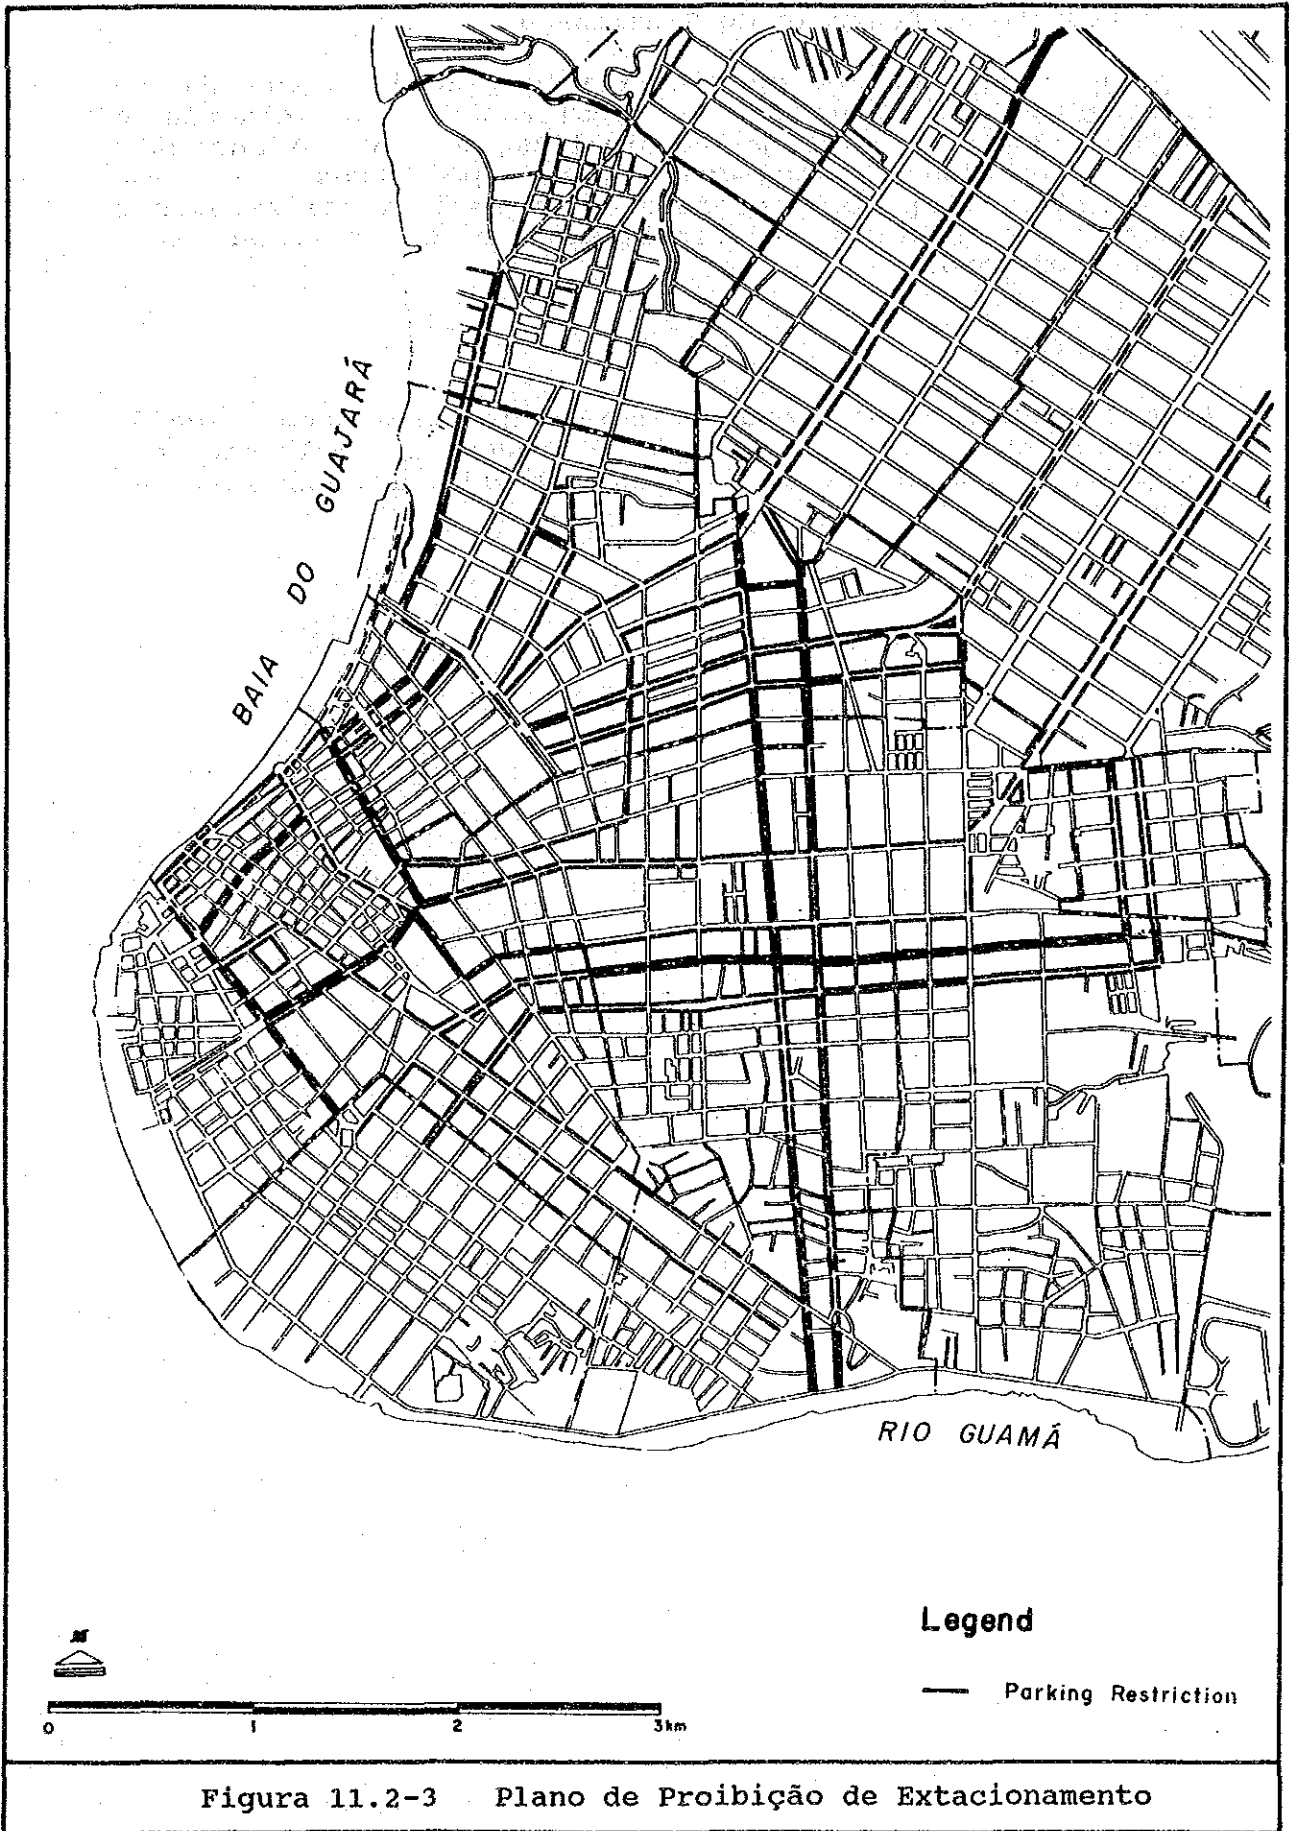 BAIA DO GUAJARÁ
RIO GUAMÁ
Legend
Parking Restriction
N
0 1 2 3km
Figura 11.2-3 Plano de Proibição de Extacionamento